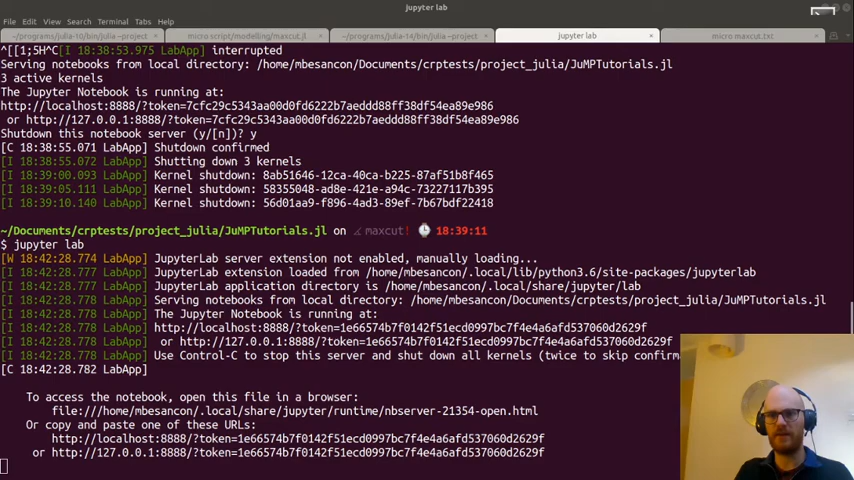 jupyter lab
File Edit View Search Terminal Tabs Help
~/programs/julia-10/bin/julia ×
micro script/modelling/maxcut.jl ×
~/programs/julia-14/bin/julia ×
jupyter lab ×
micro maxcut.txt ×
^[[1;5H^C[I 18:38:53.975 LabApp] interrupted
Serving notebooks from local directory: /home/mbesancon/Documents/crptests/project_julia/JuMPTutorials.jl
3 active kernels
The Jupyter Notebook is running at:
http://localhost:8888/?token=7cfc29c5343aa00d0fd6222b7aeddd88ff38df54ea89e986
or http://127.0.0.1:8888/?token=7cfc29c5343aa00d0fd6222b7aeddd88ff38df54ea89e986
Shutdown this notebook server (y/[n])? y
[C 18:38:55.071 LabApp] Shutdown confirmed
[I 18:38:55.072 LabApp] Shutting down 3 kernels
[I 18:39:00.093 LabApp] Kernel shutdown: 8ab51646-12ca-40ca-b225-87af51b8f465
[I 18:39:05.111 LabApp] Kernel shutdown: 58355048-ad8e-421e-a94c-73227117b395
[I 18:39:10.140 LabApp] Kernel shutdown: 56d01aa9-f896-4ad3-89ef-7b67bdf22418
~/Documents/crptests/project_julia/JuMPTutorials.jl on maxcut! 18:39:11
$ jupyter lab
[W 18:42:28.774 LabApp] JupyterLab server extension not enabled, manually loading...
[I 18:42:28.777 LabApp] JupyterLab extension loaded from /home/mbesancon/.local/lib/python3.6/site-packages/jupyterlab
[I 18:42:28.777 LabApp] JupyterLab application directory is /home/mbesancon/.local/share/jupyter/lab
[I 18:42:28.778 LabApp] Serving notebooks from local directory: /home/mbesancon/Documents/crptests/project_julia/JuMPTutorials.jl
[I 18:42:28.778 LabApp] The Jupyter Notebook is running at:
[I 18:42:28.778 LabApp] http://localhost:8888/?token=1e66574b7f0142f51ecd0997bc7f4e4a6afd537060d2629f
[I 18:42:28.778 LabApp]  or http://127.0.0.1:8888/?token=1e66574b7f0142f51ecd0997bc7f4e4a6afd537060d2629f
[I 18:42:28.778 LabApp] Use Control-C to stop this server and shut down all kernels (twice to skip confirma
[C 18:42:28.782 LabApp]
To access the notebook, open this file in a browser:
file:///home/mbesancon/.local/share/jupyter/runtime/nbserver-21354-open.html
Or copy and paste one of these URLs:
http://localhost:8888/?token=1e66574b7f0142f51ecd0997bc7f4e4a6afd537060d2629f
or http://127.0.0.1:8888/?token=1e66574b7f0142f51ecd0997bc7f4e4a6afd537060d2629f